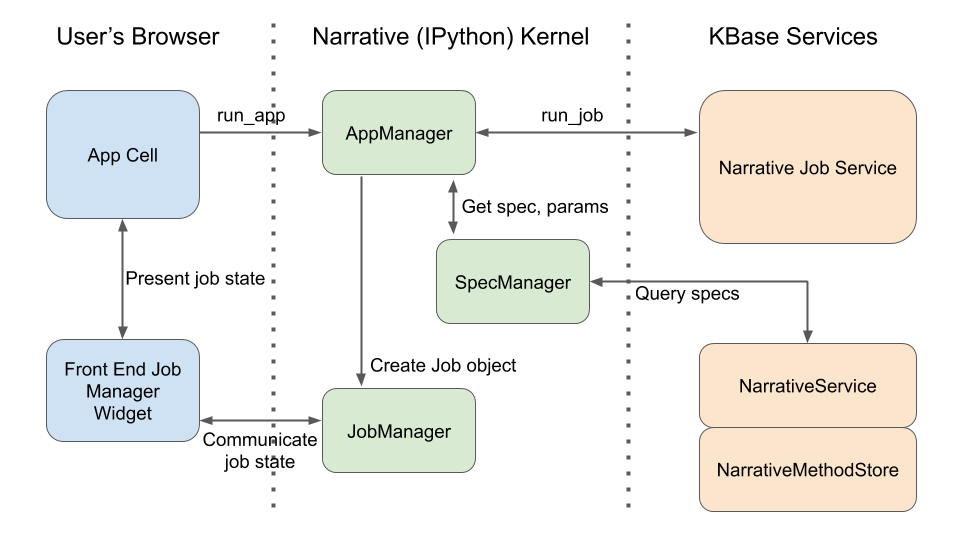 User's Browser
Narrative (IPython) Kernel
KBase Services
App Cell
run_app
AppManager
run_job
Narrative Job Service
Get spec, params
Present job state
SpecManager
Query specs
Front End Job
Manager
Widget
Create Job object
NarrativeService
Communicate
job state
JobManager
NarrativeMethodStore